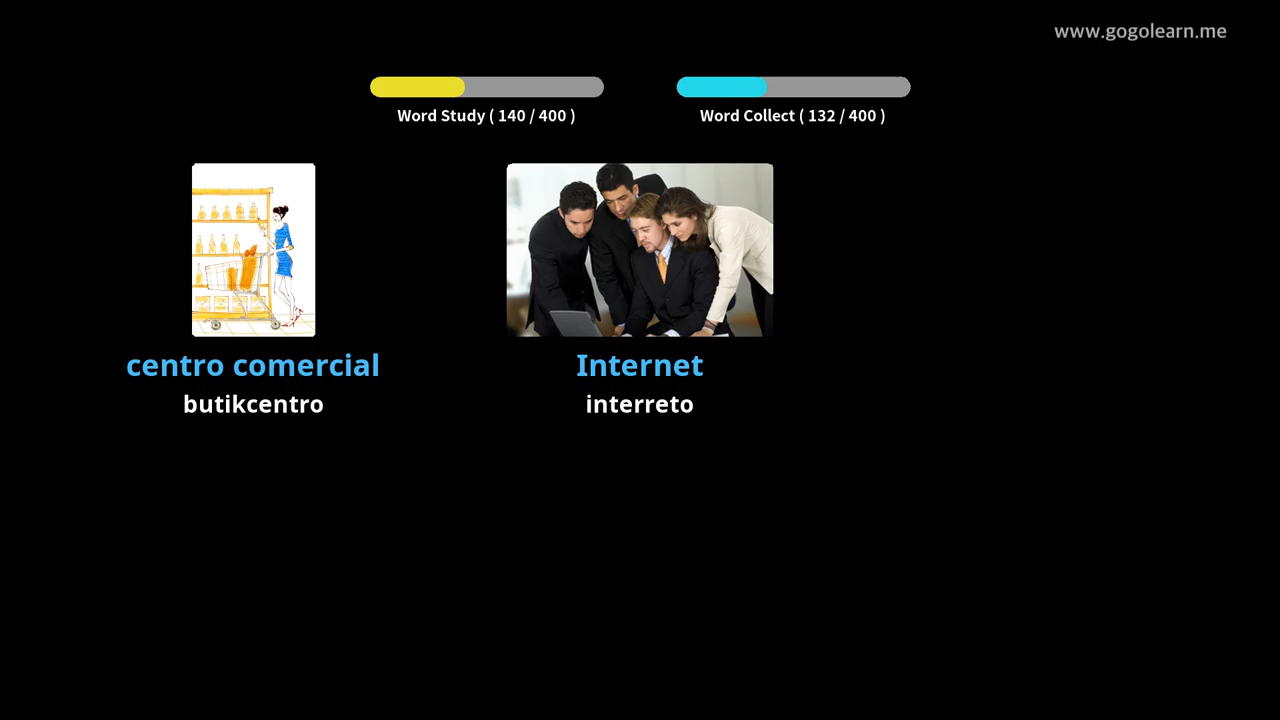 www.gogolearn.me
Word Study ( 140 / 400 )
Word Collect ( 132 / 400 )
centro comercial
butikcentro
Internet
interreto